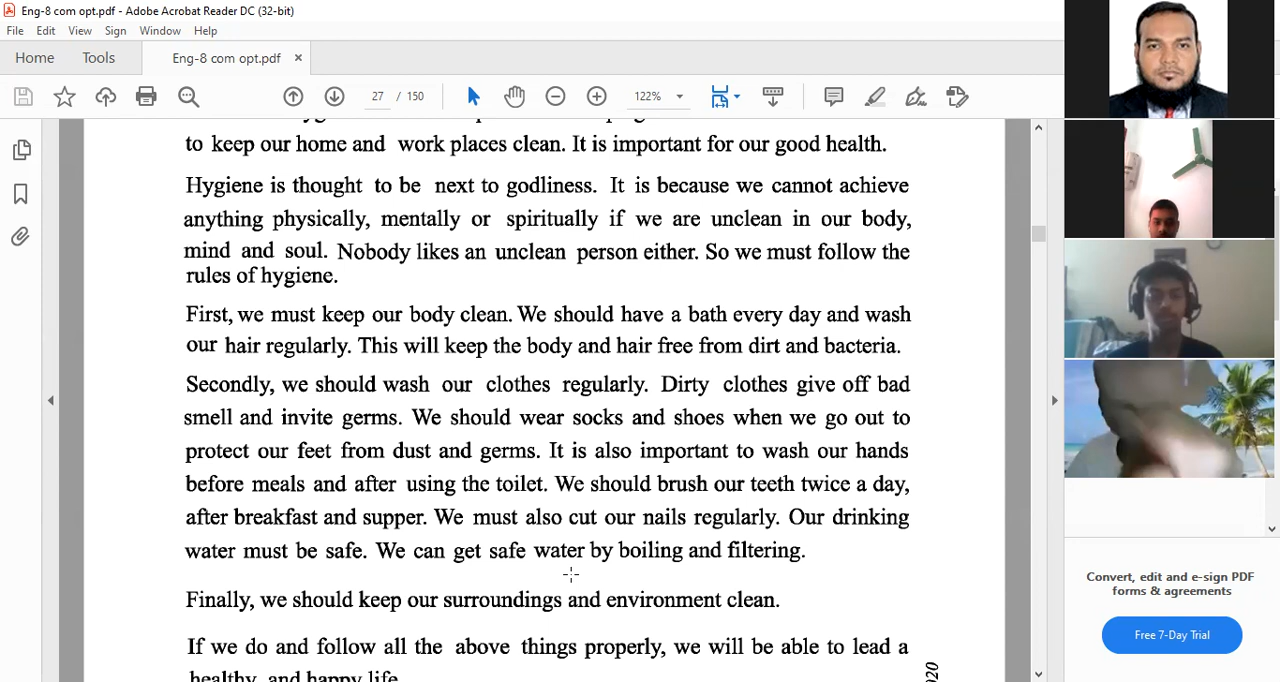 Eng-8 com opt.pdf - Adobe Acrobat Reader DC (32-bit)
File Edit View Sign Window Help
Home Tools Eng-8 com opt.pdf ×
27 / 150 122%
to keep our home and work places clean. It is important for our good health.
Hygiene is thought to be next to godliness. It is because we cannot achieve
anything physically, mentally or spiritually if we are unclean in our body,
mind and soul. Nobody likes an unclean person either. So we must follow the
rules of hygiene.
First, we must keep our body clean. We should have a bath every day and wash
our hair regularly. This will keep the body and hair free from dirt and bacteria.
Secondly, we should wash our clothes regularly. Dirty clothes give off bad
smell and invite germs. We should wear socks and shoes when we go out to
protect our feet from dust and germs. It is also important to wash our hands
before meals and after using the toilet. We should brush our teeth twice a day,
after breakfast and supper. We must also cut our nails regularly. Our drinking
water must be safe. We can get safe water by boiling and filtering.
Finally, we should keep our surroundings and environment clean.
If we do and follow all the above things properly, we will be able to lead a
healthy and happy life.
Convert, edit and e-sign PDF
forms & agreements
Free 7-Day Trial